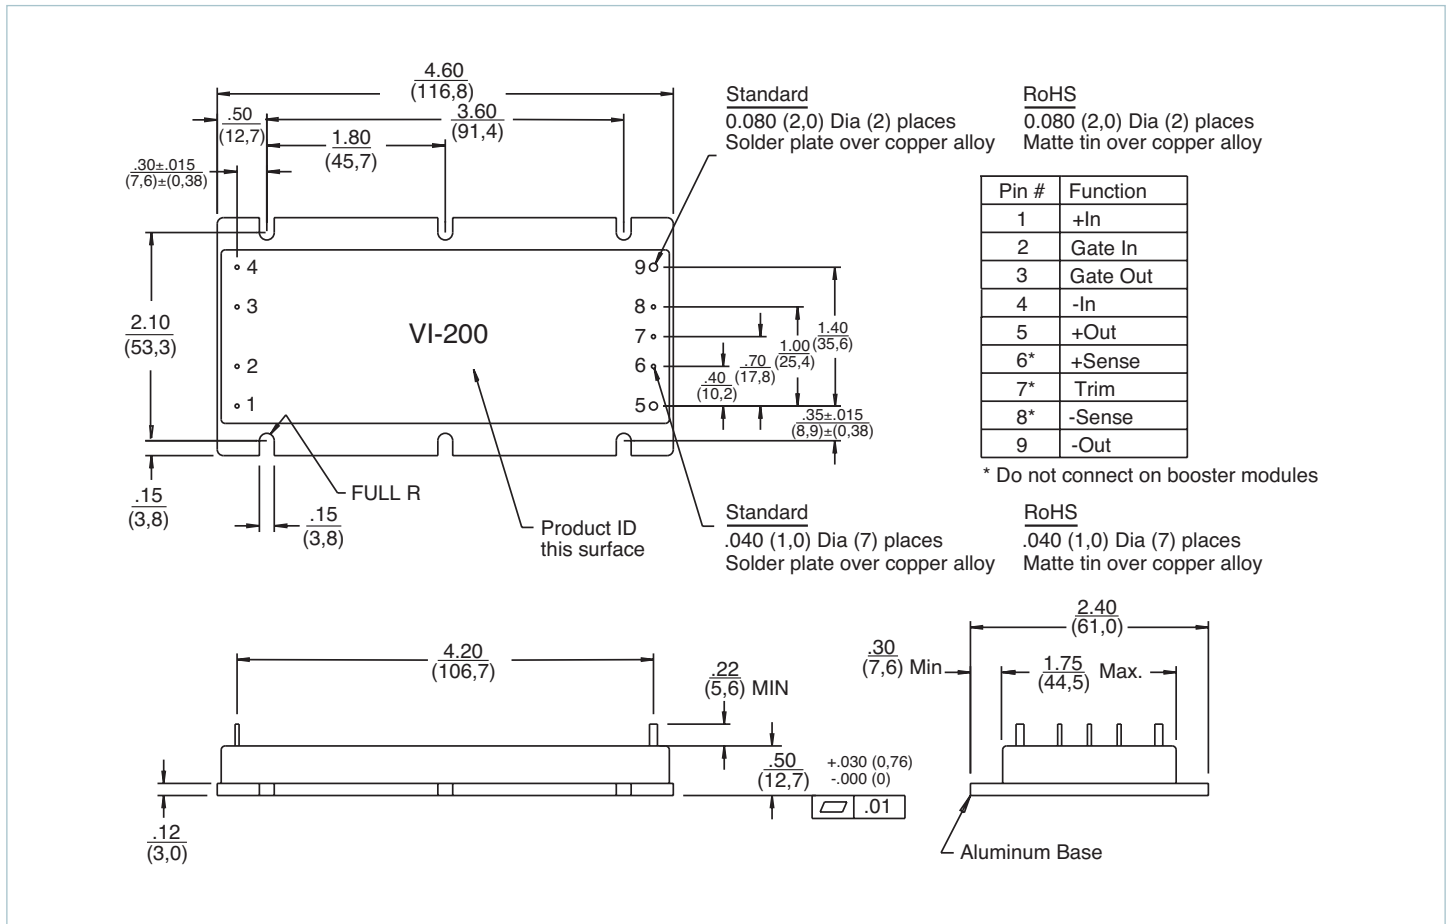 4.60
(116,8)
.50
(12,7)
3.60
(91,4)
1.80
(45,7)
.30±.015
(7,6)±(0,38)
Standard
0.080 (2,0) Dia (2) places
Solder plate over copper alloy
RoHS
0.080 (2,0) Dia (2) places
Matte tin over copper alloy
Pin # Function
1 +In
2 Gate In
3 Gate Out
4 -In
5 +Out
6* +Sense
7* Trim
8* -Sense
9 -Out
* Do not connect on booster modules
4
3
2
1
VI-200
9
8
7
6
5
2.10
(53,3)
1.40
(35,6)
1.00
(25,4)
.70
(17,8)
.40
(10,2)
.35±.015
(8,9)±(0,38)
.15
(3,8)
.15
(3,8)
FULL R
Product ID
this surface
Standard
.040 (1,0) Dia (7) places
Solder plate over copper alloy
RoHS
.040 (1,0) Dia (7) places
Matte tin over copper alloy
4.20
(106,7)
.22
(5,6) MIN
.50
(12,7)
+.030 (0,76)
-.000 (0)
.01
.12
(3,0)
2.40
(61,0)
.30
(7,6) Min
1.75
(44,5) Max.
Aluminum Base